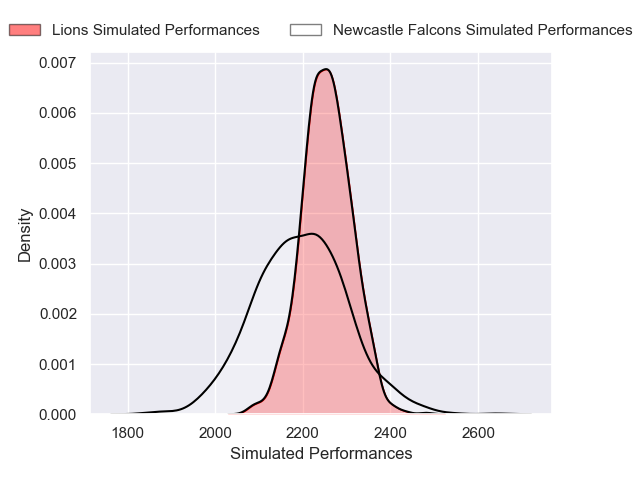 Lions Simulated Performances Newcastle Falcons Simulated Performances
0.007
0.006
0.005
0.004
0.003
0.002
0.001
0.000
Density
1800 2000 2200 2400 2600
Simulated Performances